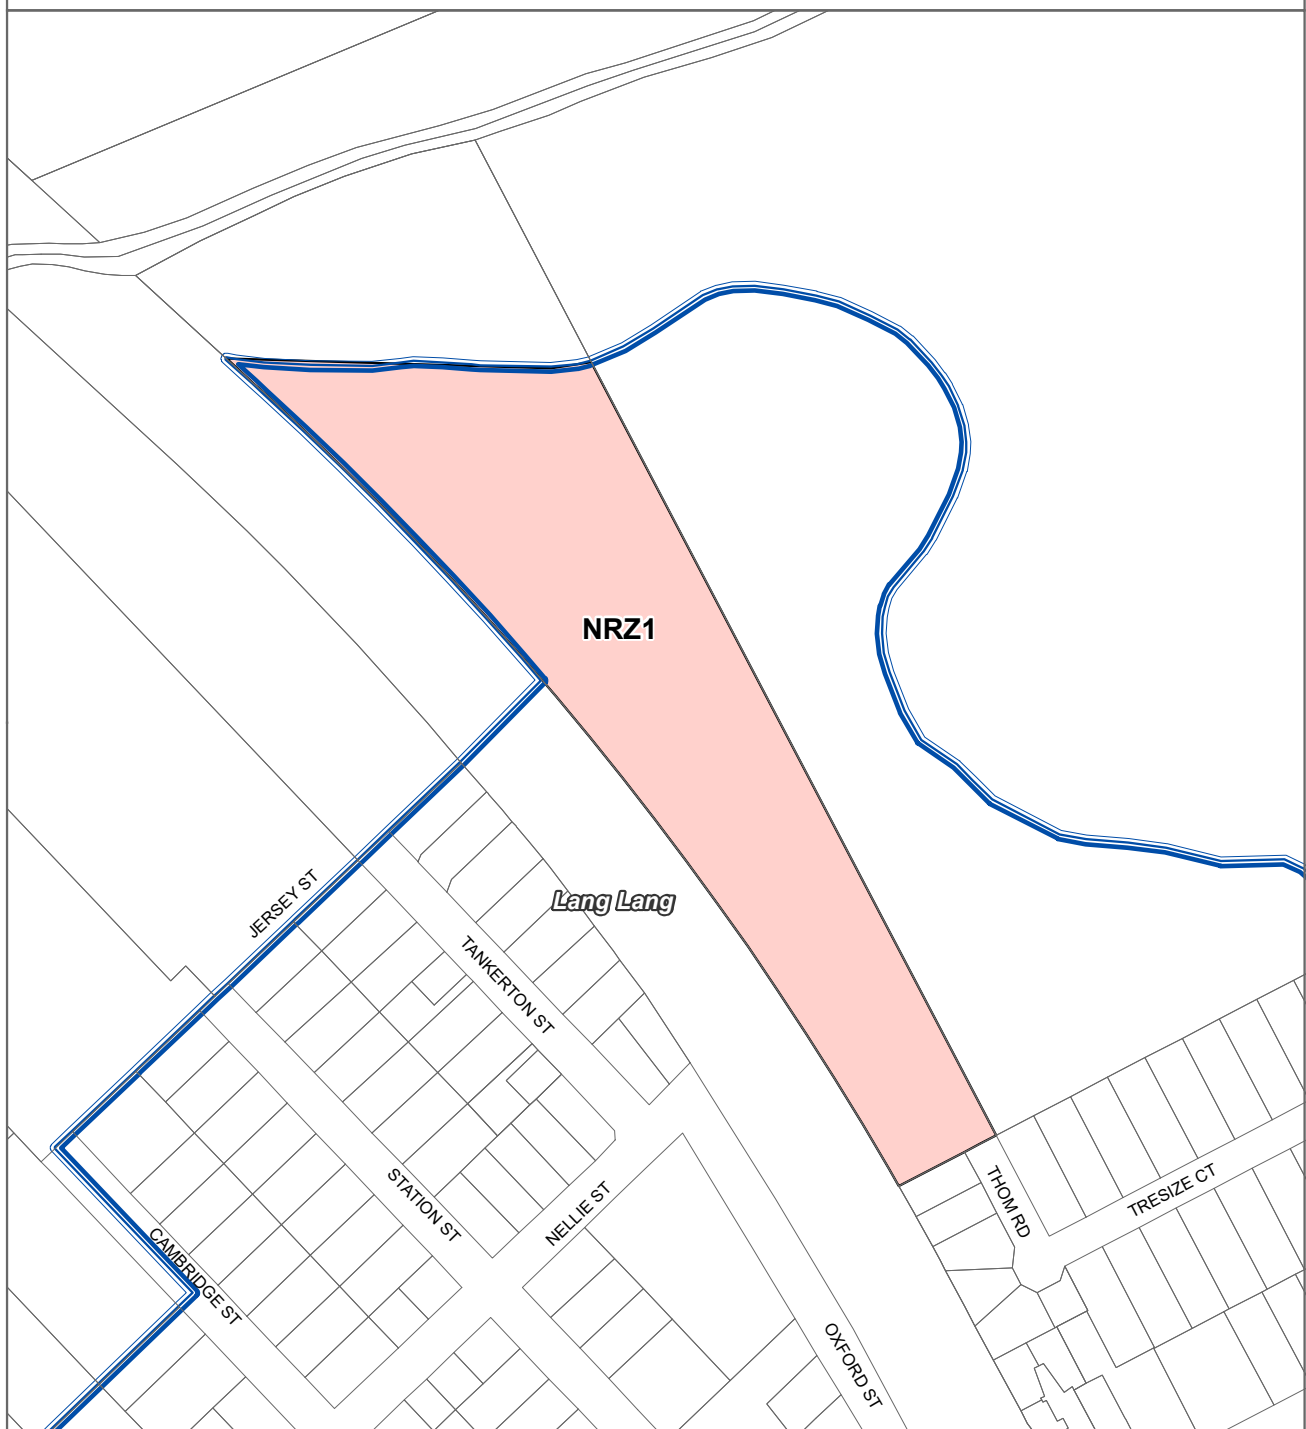 NRZ1
Lang Lang
JERSEY ST
TANKERTON ST
STATION ST
NELLIE ST
THOM RD
TRESIZE CT
CAMBRIDGE ST
OXFORD ST